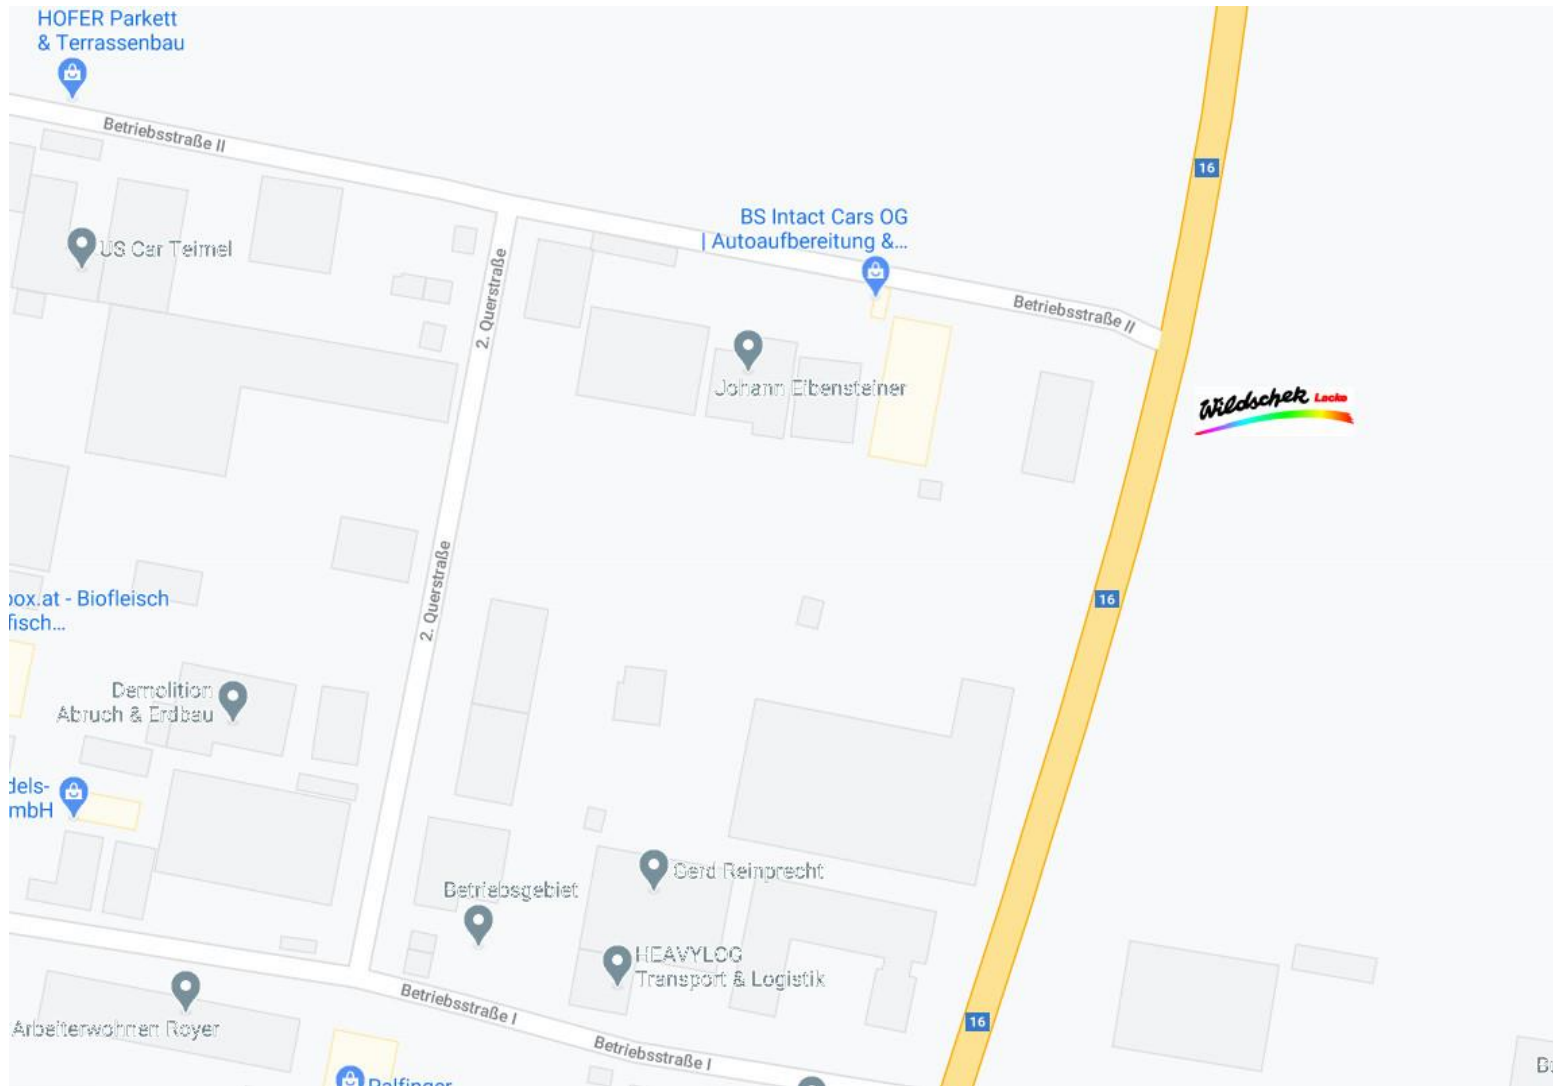 HOFER Parkett
& Terrassenbau
Betriebsstraße II
16
BS Intact Cars OG
| Autoaufbereitung &...
US Car Teimel
2. Querstraße
Betriebsstraße II
Johann Eibensteiner
Wildschek Lacke
2. Querstraße
16
ox.at - Biofleisch
fisch...
Demolition
Abruch & Erdbau
dels-
mbH
Gerd Reinprecht
Betriebsgebiet
HEAVYLOG
Transport & Logistik
Betriebsstraße I
16
Arbeiterwohnen Royer
Betriebsstraße I
Palfinger